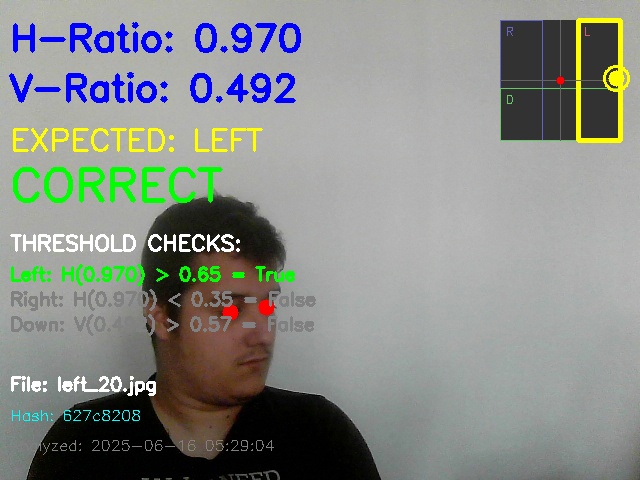 H-Ratio: 0.970
V-Ratio: 0.492
R
L
D
EXPECTED: LEFT
CORRECT
THRESHOLD CHECKS:
Left: H(0.970) > 0.65 = True
Right: H(0.970) < 0.35 = False
Down: V(0.492) > 0.57 = False
File: left_20.jpg
Hash: 627c8208
2025-06-16 05:29:04
NEED